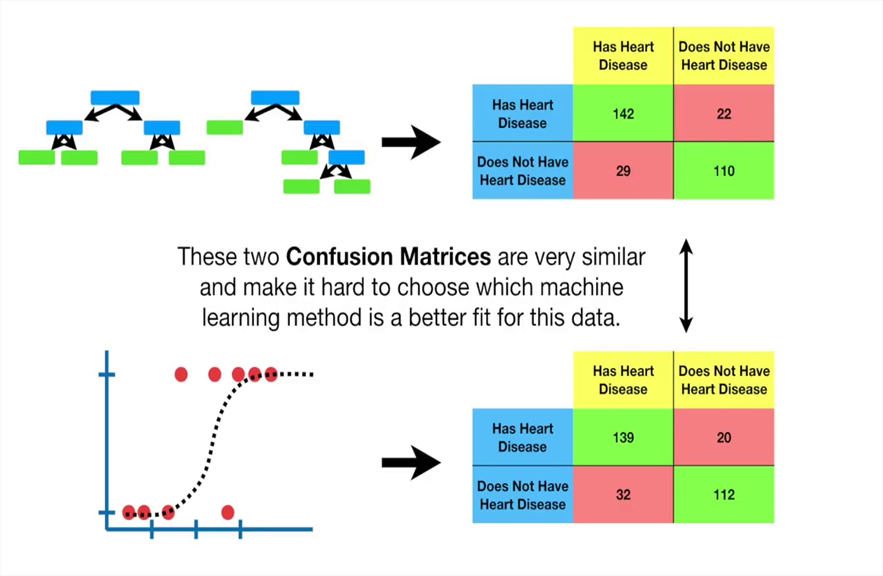 Has Heart
Disease
Does Not Have
Heart Disease
Has Heart
Disease
142
22
Does Not Have
Heart Disease
29
110
These two Confusion Matrices are very similar
and make it hard to choose which machine
learning method is a better fit for this data.
Has Heart
Disease
Does Not Have
Heart Disease
Has Heart
Disease
139
20
Does Not Have
Heart Disease
32
112